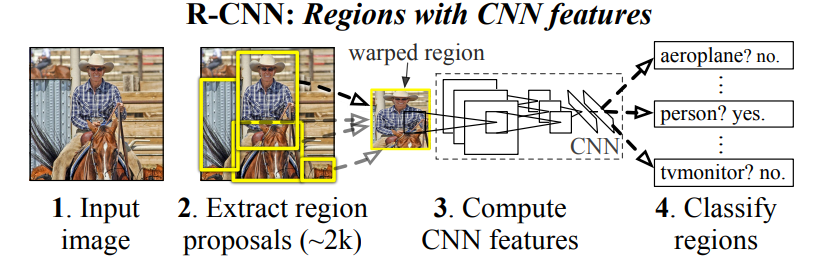 R-CNN: Regions with CNN features
warped region
aeroplane? no.
person? yes.
tvmonitor? no.
CNN
1. Input
image
2. Extract region
proposals (~2k)
3. Compute
CNN features
4. Classify
regions